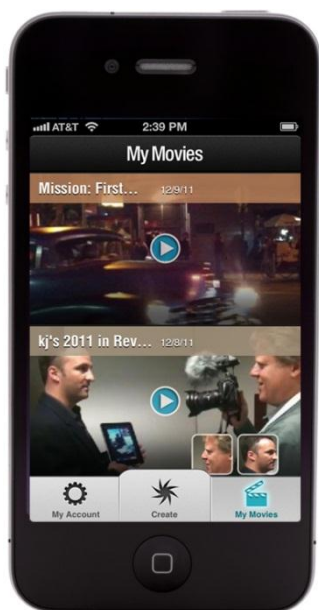 AT&T 2:39 PM
My Movies
Mission: First... 12/9/11
kj's 2011 in Rev... 12/8/11
My Account Create My Movies